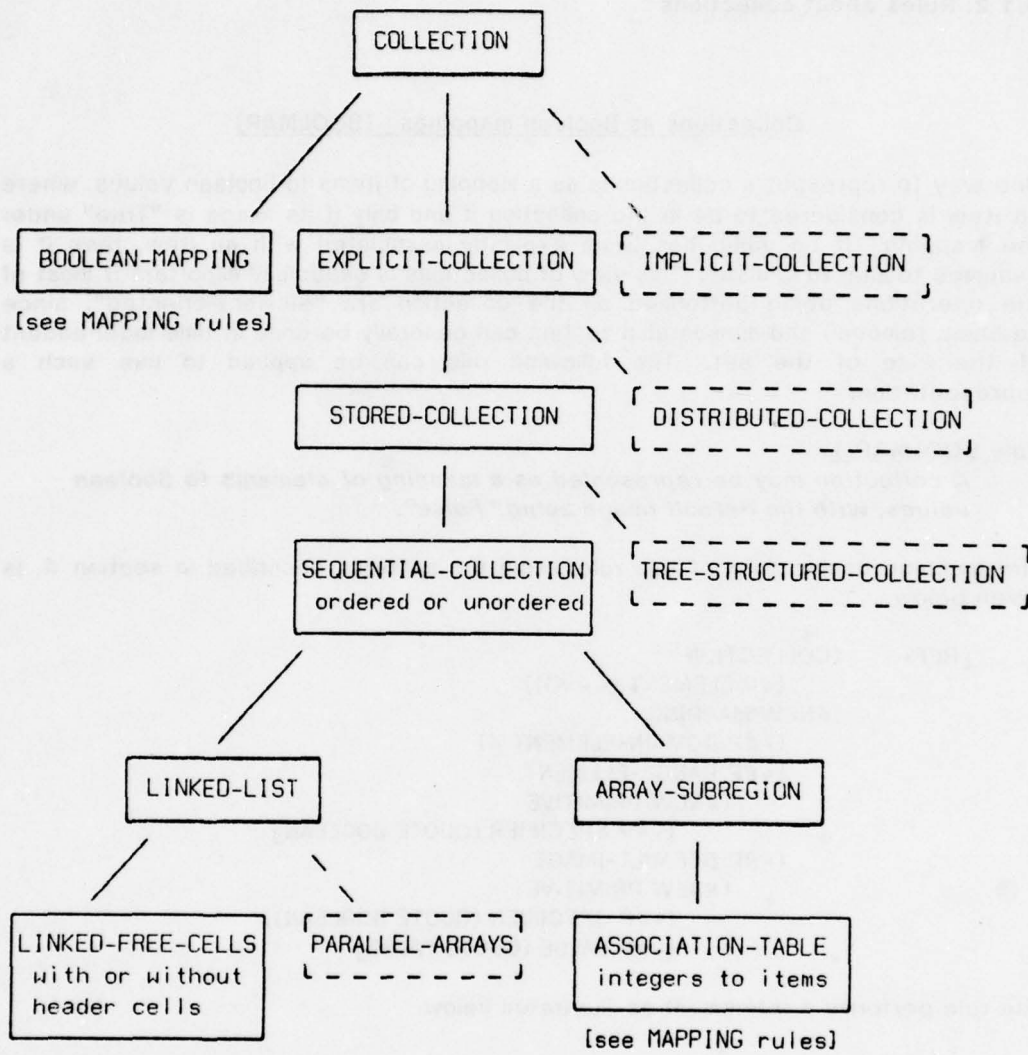 COLLECTION
BOOLEAN-MAPPING
EXPLICIT-COLLECTION
IMPLICIT-COLLECTION
[see MAPPING rules]
STORED-COLLECTION
DISTRIBUTED-COLLECTION
SEQUENTIAL-COLLECTION
ordered or unordered
TREE-STRUCTURED-COLLECTION
LINKED-LIST
ARRAY-SUBREGION
LINKED-FREE-CELLS
with or without
header cells
PARALLEL-ARRAYS
ASSOCIATION-TABLE
integers to items
[see MAPPING rules]